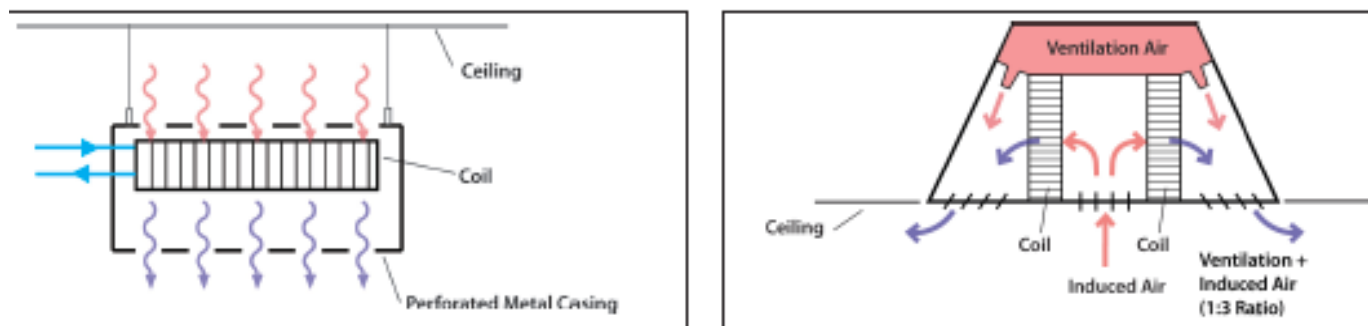 Ceiling
Coil
Perforated Metal Casing
Ventilation Air
Ceiling
Coil
Coil
Induced Air
Ventilation +
Induced Air
(1:3 Ratio)